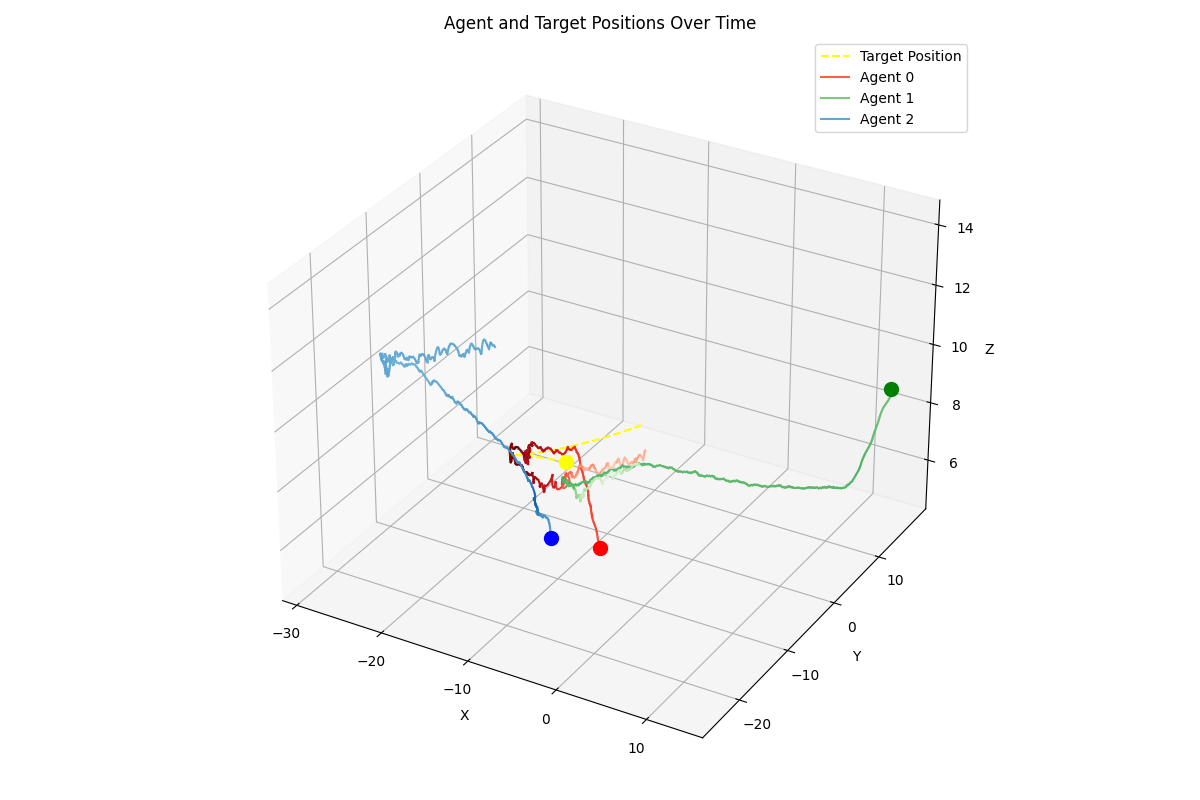 Agent and Target Positions Over Time
Target Position
Agent 0
Agent 1
Agent 2
14
12
10
8
6
Z
10
0
−10
−20
Y
−30
−20
−10
0
10
X